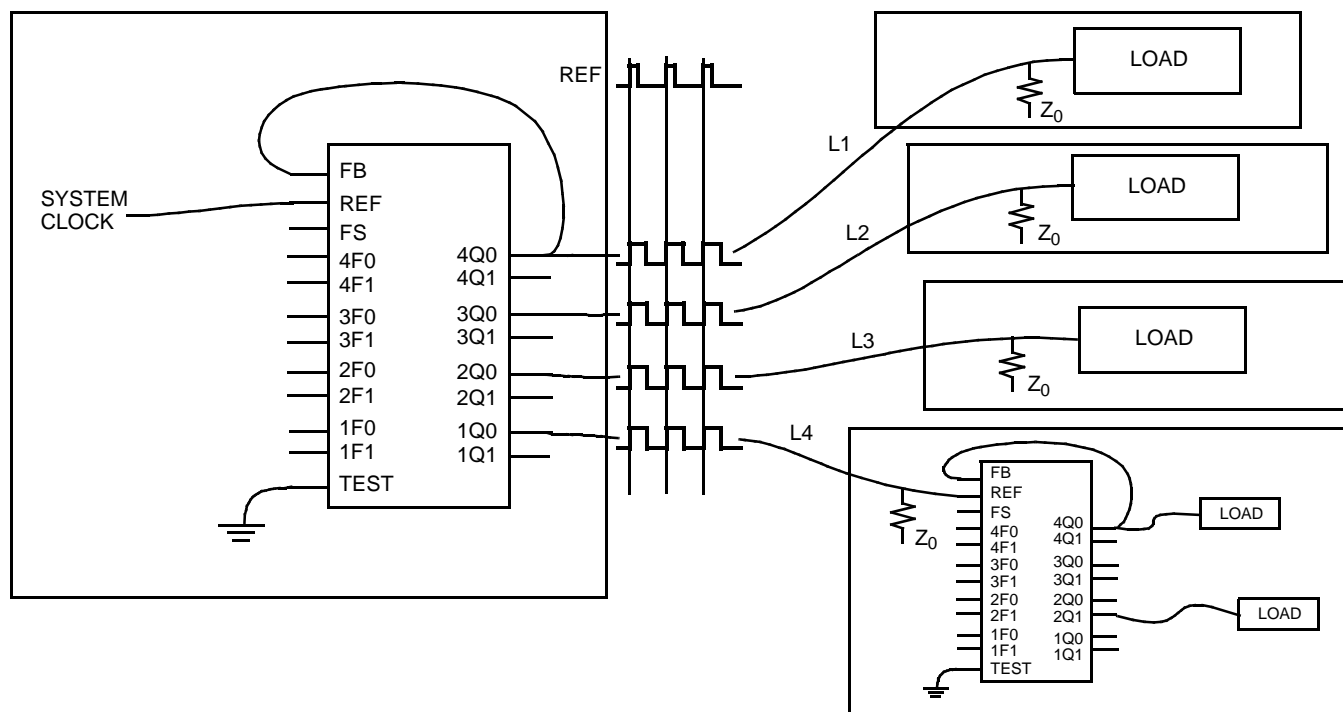 REF
LOAD
Z0
L1
FB
SYSTEM
CLOCK
REF
FS
4F0
4F1
3F0
3F1
2F0
2F1
1F0
1F1
TEST
4Q0
4Q1
3Q0
3Q1
2Q0
2Q1
1Q0
1Q1
LOAD
Z0
L2
LOAD
Z0
L3
L4
Z0
FB
REF
FS
4F0
4F1
3F0
3F1
2F0
2F1
1F0
1F1
TEST
4Q0
4Q1
3Q0
3Q1
2Q0
2Q1
1Q0
1Q1
LOAD
LOAD